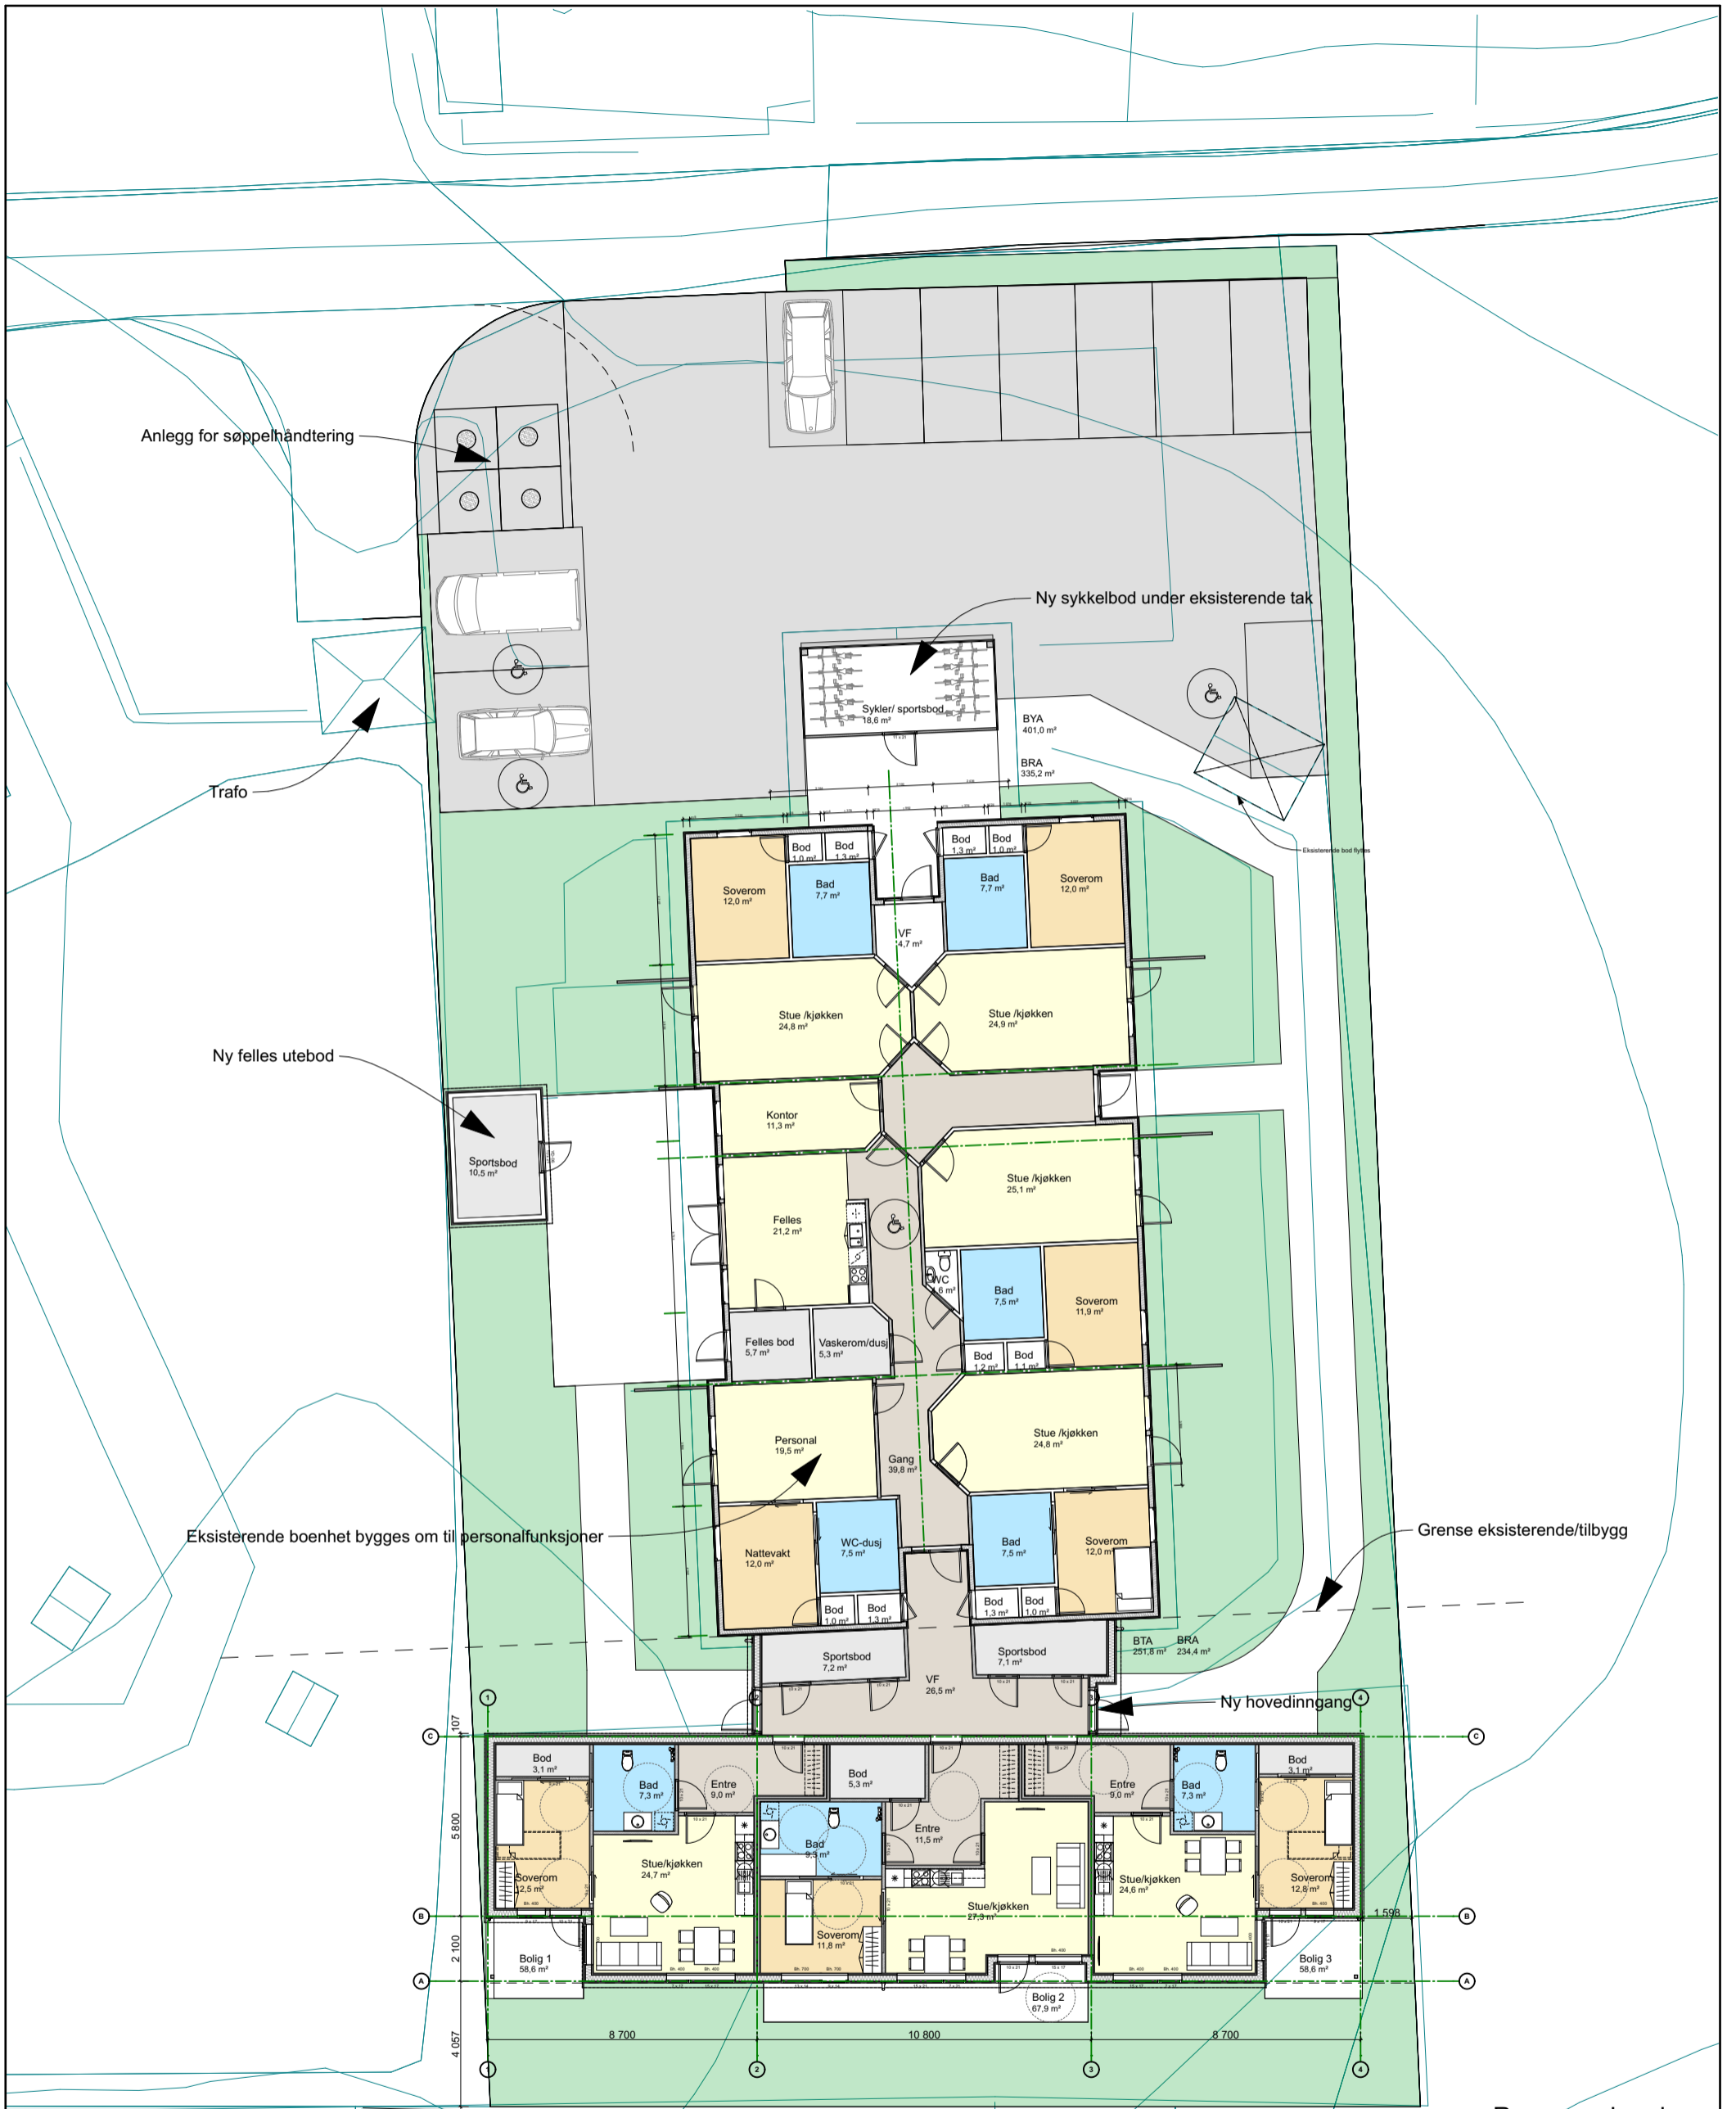 Anlegg for søppelhåndtering
Ny sykkelbod under eksisterende tak
Sykler/ sportsbod
18,6 m²
BYA
401,0 m²
BRA
335,2 m²
Trafo
Eksisterende bod flyttes
Bod
1,0 m²
Bod
1,3 m²
Bod
1,3 m²
Bod
1,0 m²
Soverom
12,0 m²
Bad
7,7 m²
Bad
7,7 m²
Soverom
12,0 m²
VF
4,7 m²
Stue /kjøkken
24,8 m²
Stue /kjøkken
24,9 m²
Ny felles utebod
Kontor
11,3 m²
Sportsbod
10,5 m²
Stue /kjøkken
25,1 m²
Felles
21,2 m²
WC
Bad
7,5 m²
Soverom
11,9 m²
Felles bod
5,7 m²
Vaskerom/dusj
5,3 m²
Bod
1,2 m²
Bod
1,1 m²
Personal
19,5 m²
Gang
39,8 m²
Stue /kjøkken
24,8 m²
Eksisterende boenhet bygges om til personalfunksjoner
Grense eksisterende/tilbygg
Nattevakt
12,0 m²
WC-dusj
7,5 m²
Bad
7,5 m²
Soverom
12,0 m²
Bod
1,0 m²
Bod
1,3 m²
Bod
1,3 m²
Bod
1,0 m²
Sportsbod
7,2 m²
Sportsbod
7,1 m²
BTA
251,8 m²
BRA
234,4 m²
VF
26,5 m²
Ny hovedinngang
1
4
C
C
107
Bod
3,1 m²
Bad
7,3 m²
Entre
9,0 m²
Bod
5,3 m²
Entre
9,0 m²
Bad
7,3 m²
Bod
3,1 m²
5 800
Entre
11,5 m²
Bad
9,3 m²
Stue/kjøkken
24,7 m²
Soverom
12,5 m²
Stue/kjøkken
27,3 m²
Stue/kjøkken
24,6 m²
Soverom
12,8 m²
B
B
1 598
Soverom
11,8 m²
2 100
Bolig 1
58,6 m²
Bolig 3
58,6 m²
A
A
Bolig 2
67,9 m²
4 057
8 700
10 800
8 700
1
2
3
4